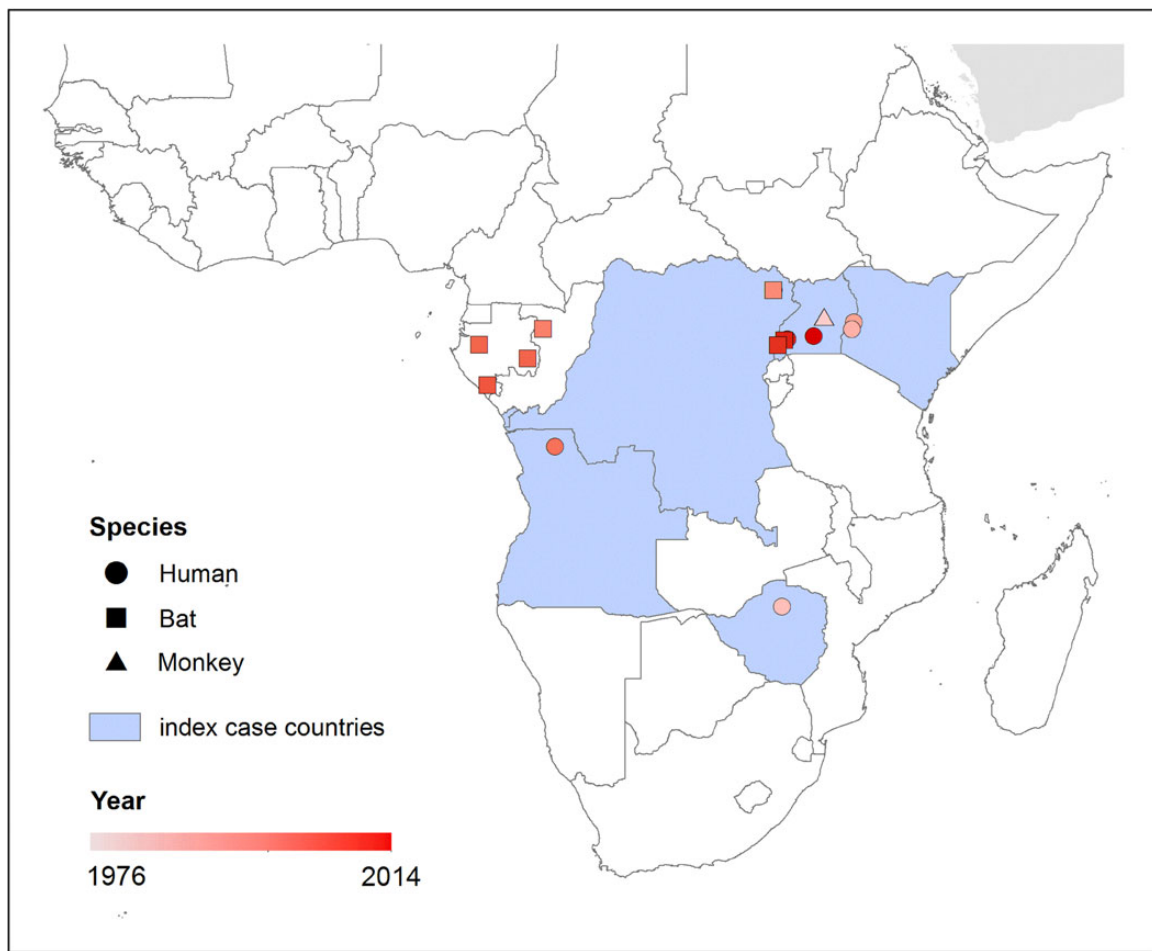 Species
Human
Bat
Monkey
index case countries
Year
1976
2014